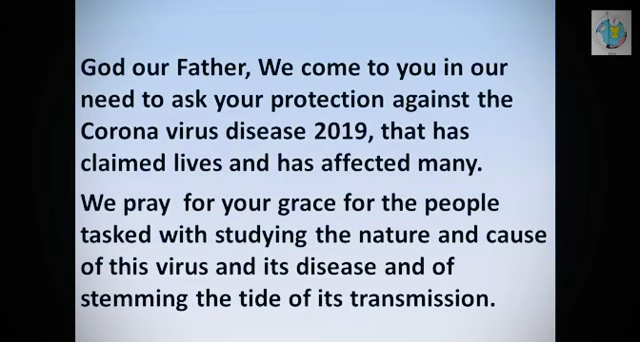 God our Father, We come to you in our
need to ask your protection against the
Corona virus disease 2019, that has
claimed lives and has affected many.
We pray  for your grace for the people
tasked with studying the nature and cause
of this virus and its disease and of
stemming the tide of its transmission.